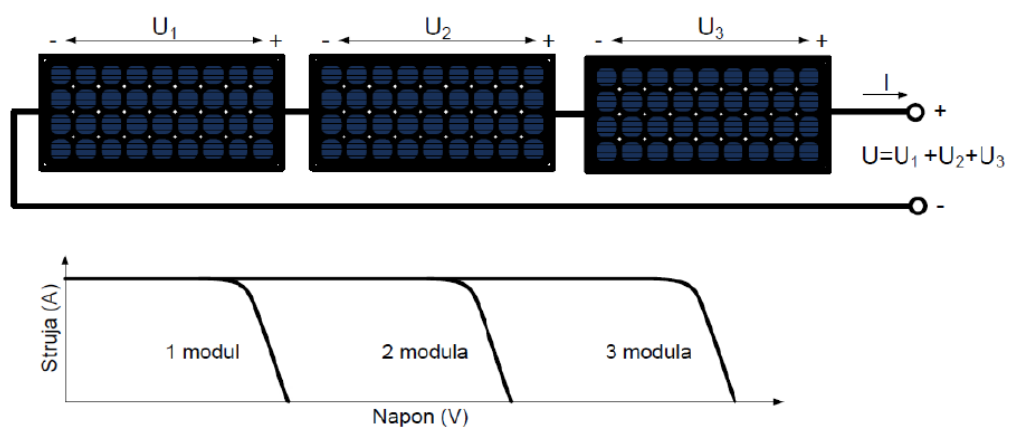 - U₁ +
- U₂ +
- U₃ +
I
+
U=U₁+U₂+U₃
-
Struja (A)
1 modul
2 modula
3 modula
Napon (V)